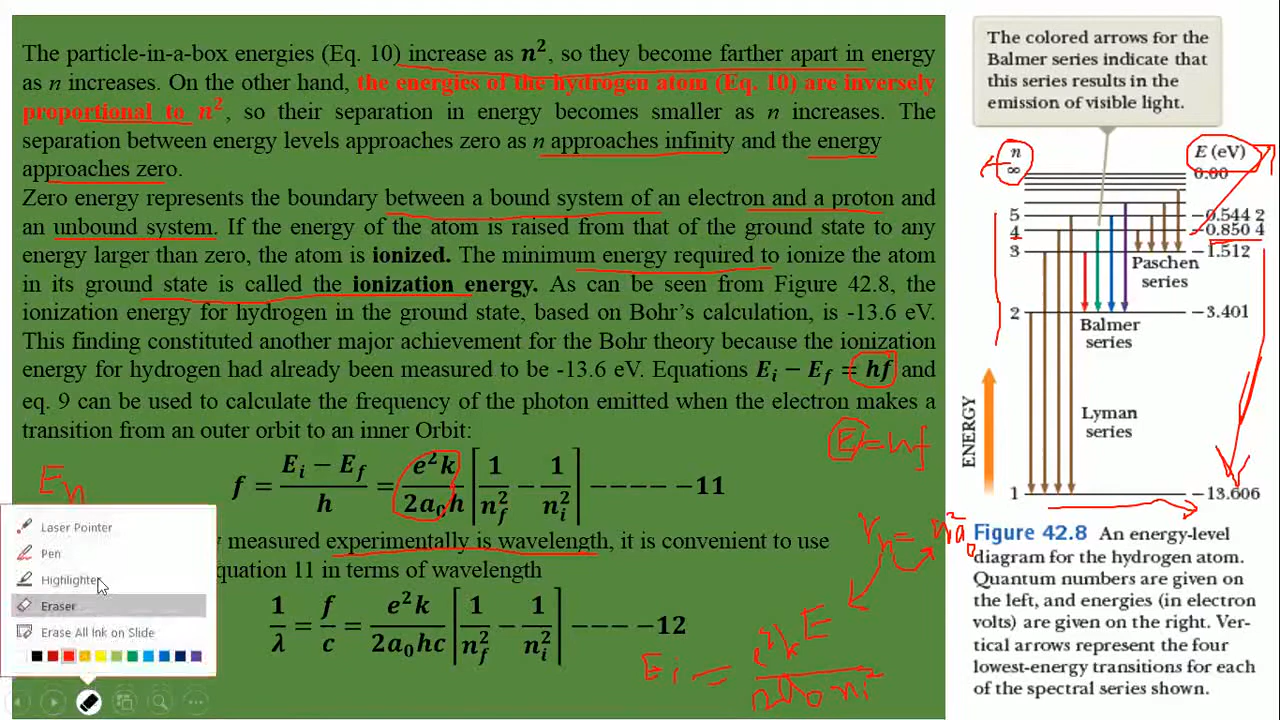 The particle-in-a-box energies (Eq. 10) increase as n², so they become farther apart in energy
as n increases. On the other hand, the energies of the hydrogen atom (Eq. 10) are inversely
proportional to n², so their separation in energy becomes smaller as n increases. The
separation between energy levels approaches zero as n approaches infinity and the energy
approaches zero.
Zero energy represents the boundary between a bound system of an electron and a proton and
an unbound system. If the energy of the atom is raised from that of the ground state to any
energy larger than zero, the atom is ionized. The minimum energy required to ionize the atom
in its ground state is called the ionization energy. As can be seen from Figure 42.8, the
ionization energy for hydrogen in the ground state, based on Bohr's calculation, is -13.6 eV.
This finding constituted another major achievement for the Bohr theory because the ionization
energy for hydrogen had already been measured to be -13.6 eV. Equations E_i − E_f = hf and
eq. 9 can be used to calculate the frequency of the photon emitted when the electron makes a
transition from an outer orbit to an inner Orbit:
E = hf
f = (E_i − E_f)/h = (e²k)/(2a₀h) |1/n_f² − 1/n_i²| −−−−− −11
E_n
measured experimentally is wavelength, it is convenient to use
quation 11 in terms of wavelength
r_n = n²a₀
1/λ = f/c = (e²k)/(2a₀hc) |1/n_f² − 1/n_i²| −−−− −12
E
E_i = e²k / 2a₀n_i²
Laser Pointer
Pen
Highlighter
Eraser
Erase All Ink on Slide
The colored arrows for the
Balmer series indicate that
this series results in the
emission of visible light.
n E (eV)
∞ 0.00
5 −0.544 2
4 −0.850 4
3 −1.512
Paschen
series
2 −3.401
Balmer
series
Lyman
series
ENERGY
1 −13.606
Figure 42.8 An energy-level
diagram for the hydrogen atom.
Quantum numbers are given on
the left, and energies (in electron
volts) are given on the right. Ver-
tical arrows represent the four
lowest-energy transitions for each
of the spectral series shown.